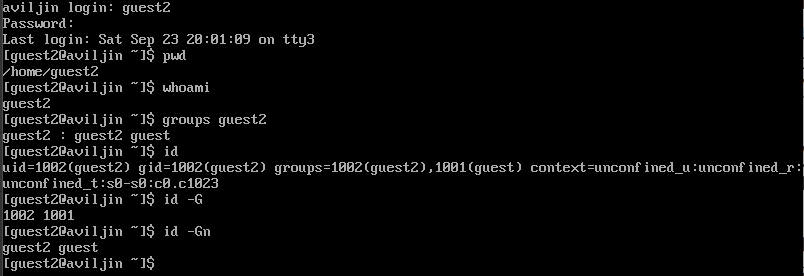 aviljin login: guest2
Password:
Last login: Sat Sep 23 20:01:09 on tty3
[guest2@aviljin ~]$ pwd
/home/guest2
[guest2@aviljin ~]$ whoami
guest2
[guest2@aviljin ~]$ groups guest2
guest2 : guest2 guest
[guest2@aviljin ~]$ id
uid=1002(guest2) gid=1002(guest2) groups=1002(guest2),1001(guest) context=unconfined_u:unconfined_r:
unconfined_t:s0-s0:c0.c1023
[guest2@aviljin ~]$ id -G
1002 1001
[guest2@aviljin ~]$ id -Gn
guest2 guest
[guest2@aviljin ~]$